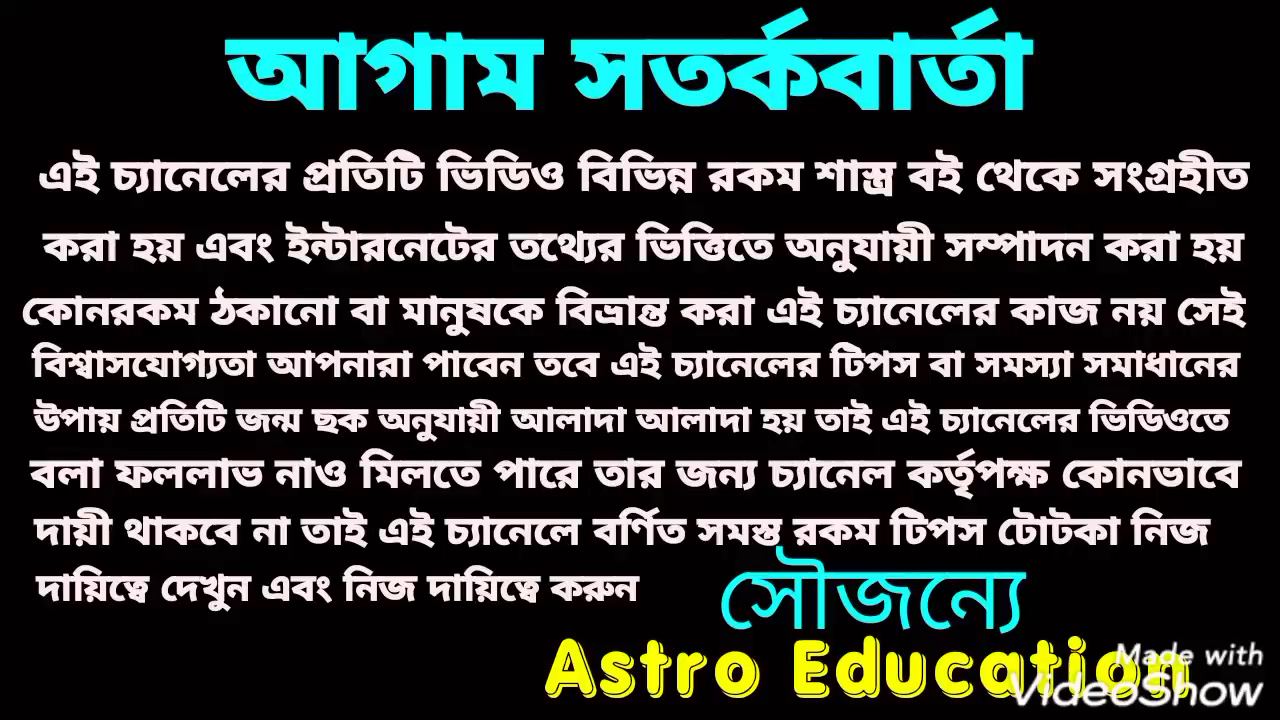 আগাম সতর্কবার্তা
এই চ্যানেলের প্রতিটি ভিডিও বিভিন্ন রকম শাস্ত্র বই থেকে সংগ্রহীত
করা হয় এবং ইন্টারনেটের তথ্যের ভিত্তিতে অনুযায়ী সম্পাদন করা হয়
কোনরকম ঠকানো বা মানুষকে বিভ্রান্ত করা এই চ্যানেলের কাজ নয় সেই
বিশ্বাসযোগ্যতা আপনারা পাবেন তবে এই চ্যানেলের টিপস বা সমস্যা সমাধানের
উপায় প্রতিটি জন্ম ছক অনুযায়ী আলাদা আলাদা হয় তাই এই চ্যানেলের ভিডিওতে
বলা ফললাভ নাও মিলতে পারে তার জন্য চ্যানেল কর্তৃপক্ষ কোনভাবে
দায়ী থাকবে না তাই এই চ্যানেলে বর্ণিত সমস্ত রকম টিপস টোটকা নিজ
দায়িত্বে দেখুন এবং নিজ দায়িত্বে করুন
সৌজন্যে
Astro Education
Made with
VideoShow